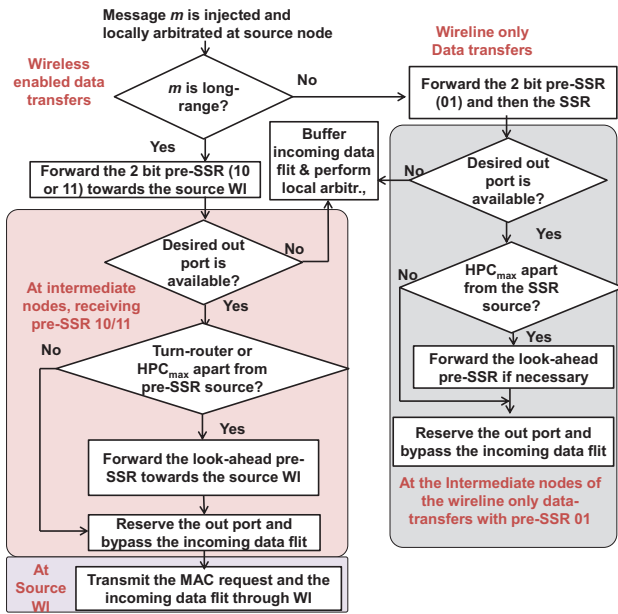 Message m is injected and
locally arbitrated at source node
Wireless
enabled data
transfers
m is long-
range?
No
Yes
Wireline only
Data transfers
Forward the 2 bit pre-SSR
(01) and then the SSR
Buffer
incoming data
flit & perform
local arbitr.,
Forward the 2 bit pre-SSR (10
or 11) towards the source WI
No
Desired out
port is
available?
Yes
Desired out
port is
available?
No
Yes
At intermediate
nodes, receiving
pre-SSR 10/11
No
HPCmax apart
from the SSR
source?
Yes
No
Turn-router or
HPCmax apart from
pre-SSR source?
Yes
Forward the look-ahead
pre-SSR if necessary
Reserve the out port and
bypass the incoming data flit
Forward the look-ahead pre-
SSR towards the source WI
At the Intermediate nodes of
the wireline only data-
transfers with pre-SSR 01
Reserve the out port and
bypass the incoming data flit
At
Source
WI
Transmit the MAC request and the
incoming data flit through WI